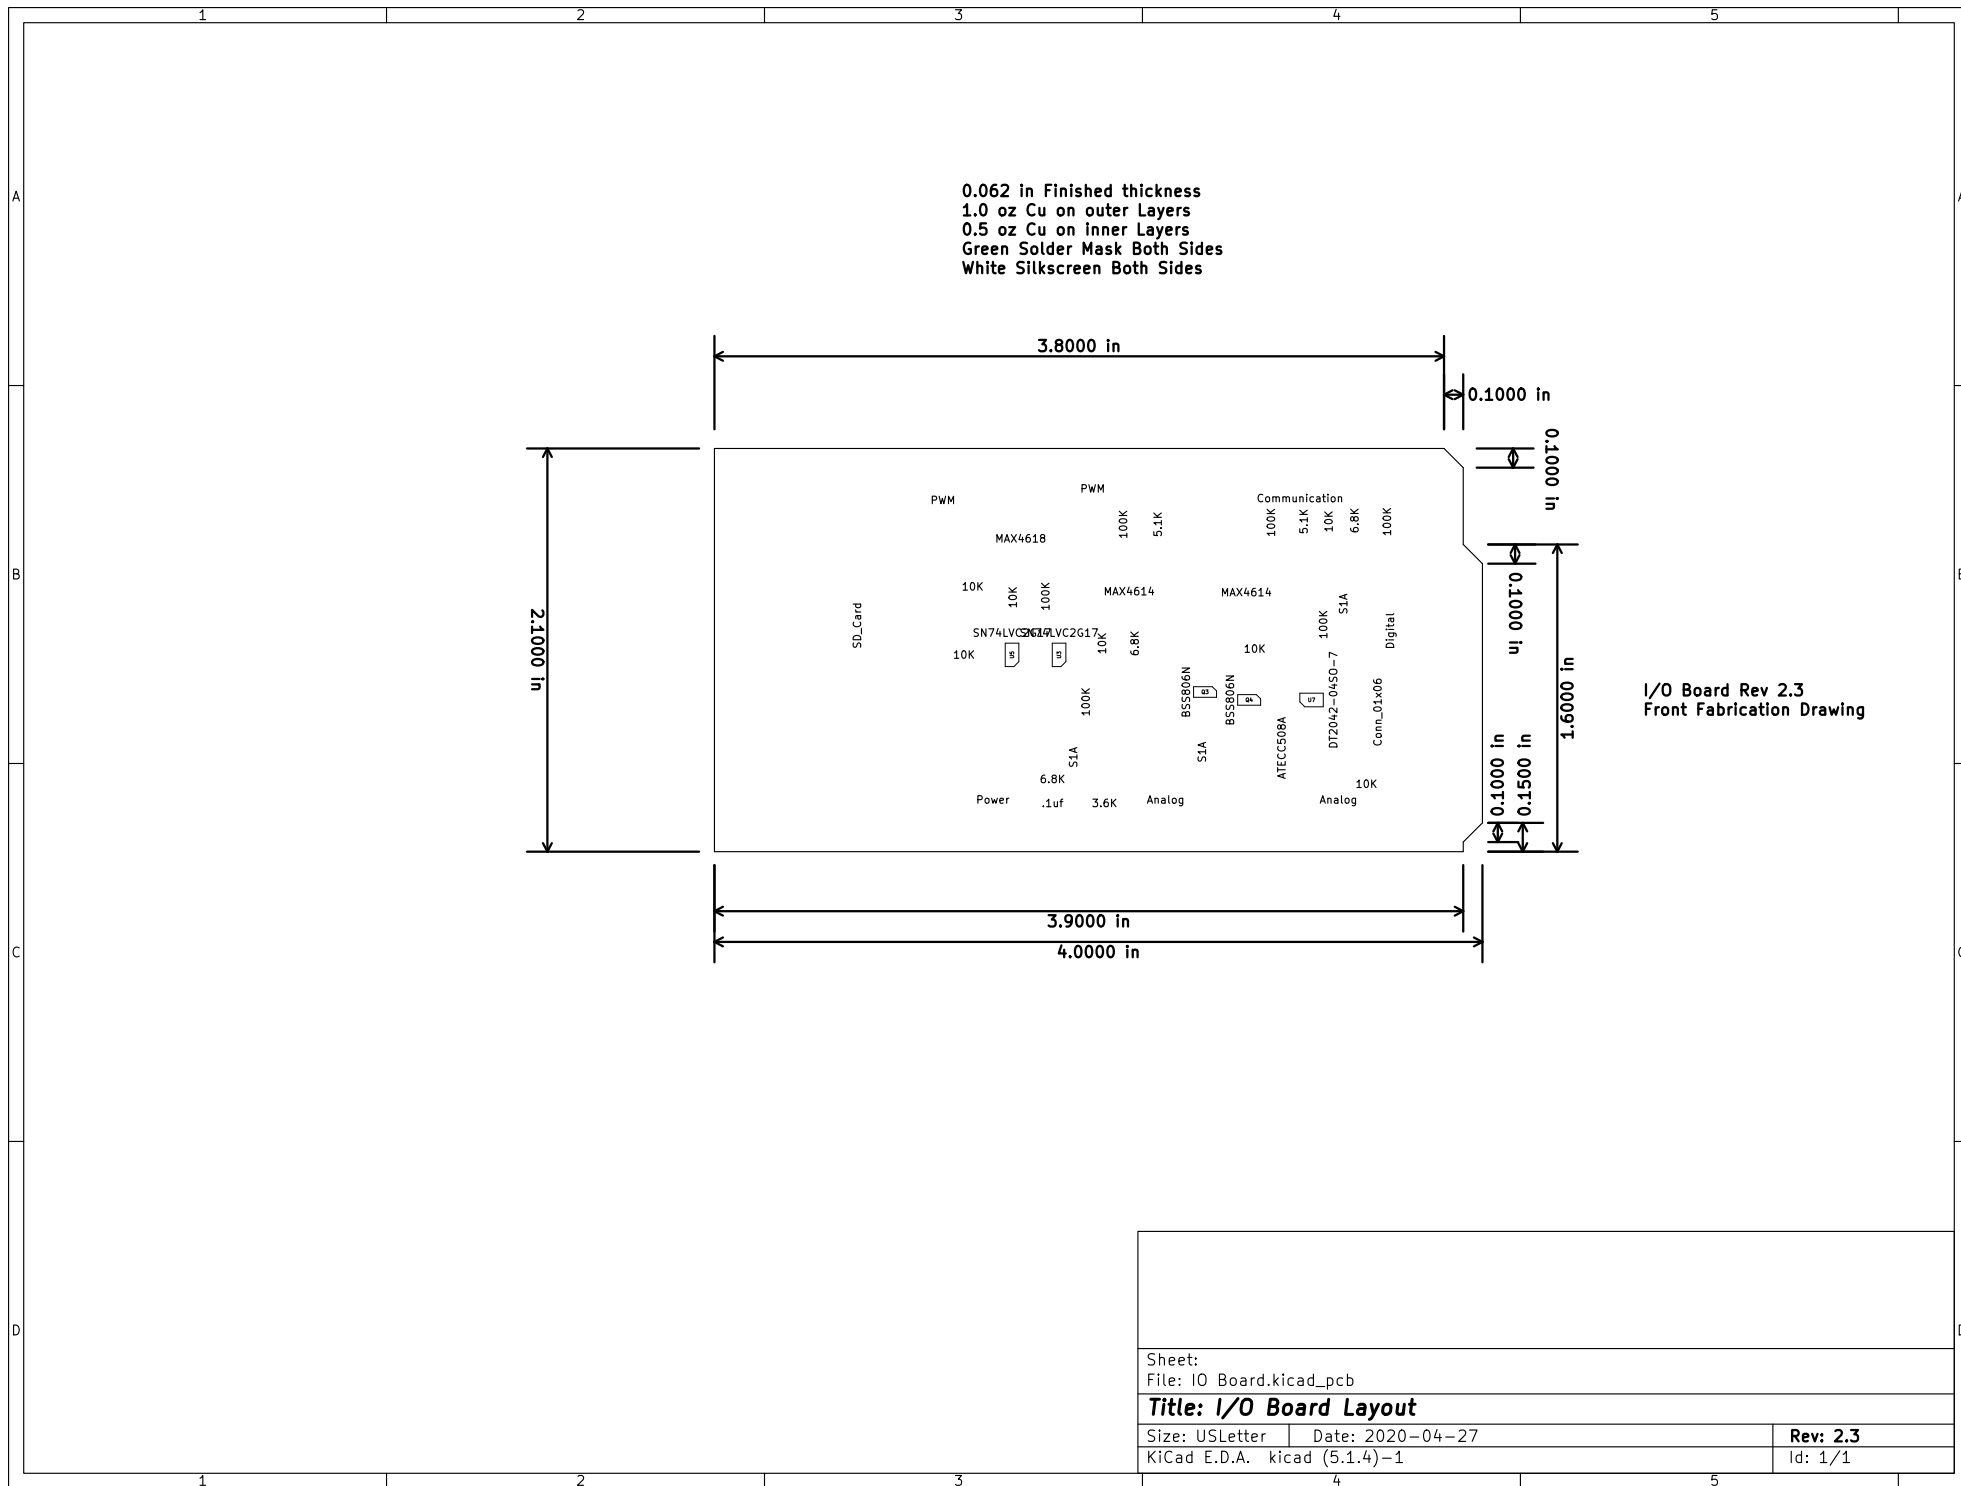 1 2 3 4 5
A
0.062 in Finished thickness
1.0 oz Cu on outer Layers
0.5 oz Cu on inner Layers
Green Solder Mask Both Sides
White Silkscreen Both Sides
3.8000 in
0.1000 in
0.1000 in
PWM
PWM
Communication
100K
5.1K
100K
5.1K
10K
6.8K
100K
MAX4618
B
10K
10K
100K
MAX4614
MAX4614
S1A
0.1000 in
SD_Card
100K
Digital
2.1000 in
SN74LVC2G17
SN74LVC2G17
10K
6.8K
10K
10K
U5
U3
1.6000 in
100K
BSS806N
Q3
BSS806N
Q4
U7
DT2042-04SO-7
Conn_01x06
I/O Board Rev 2.3
Front Fabrication Drawing
S1A
S1A
ATECC508A
0.1000 in
0.1500 in
6.8K
10K
Power
.1uf
3.6K
Analog
Analog
3.9000 in
4.0000 in
C
D
Sheet:
File: IO Board.kicad_pcb
Title: I/O Board Layout
Size: USLetter
Date: 2020-04-27
Rev: 2.3
KiCad E.D.A. kicad (5.1.4)-1
Id: 1/1
1 2 3 4 5